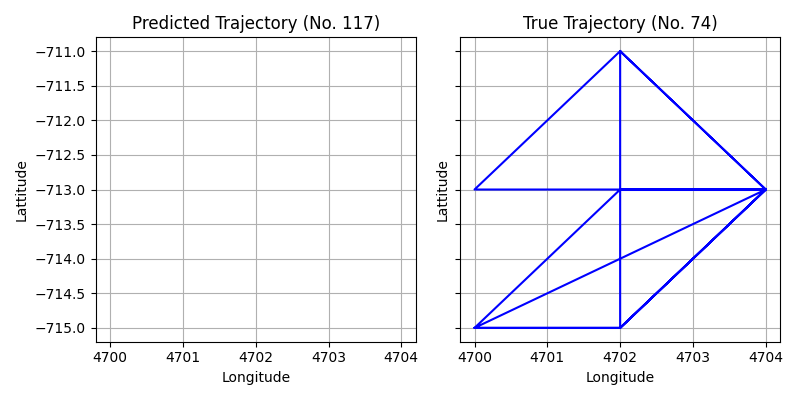 Predicted Trajectory (No. 117)
True Trajectory (No. 74)
Lattitude
−711.0
−711.5
−712.0
−712.5
−713.0
−713.5
−714.0
−714.5
−715.0
4700 4701 4702 4703 4704
Longitude
Lattitude
4700 4701 4702 4703 4704
Longitude